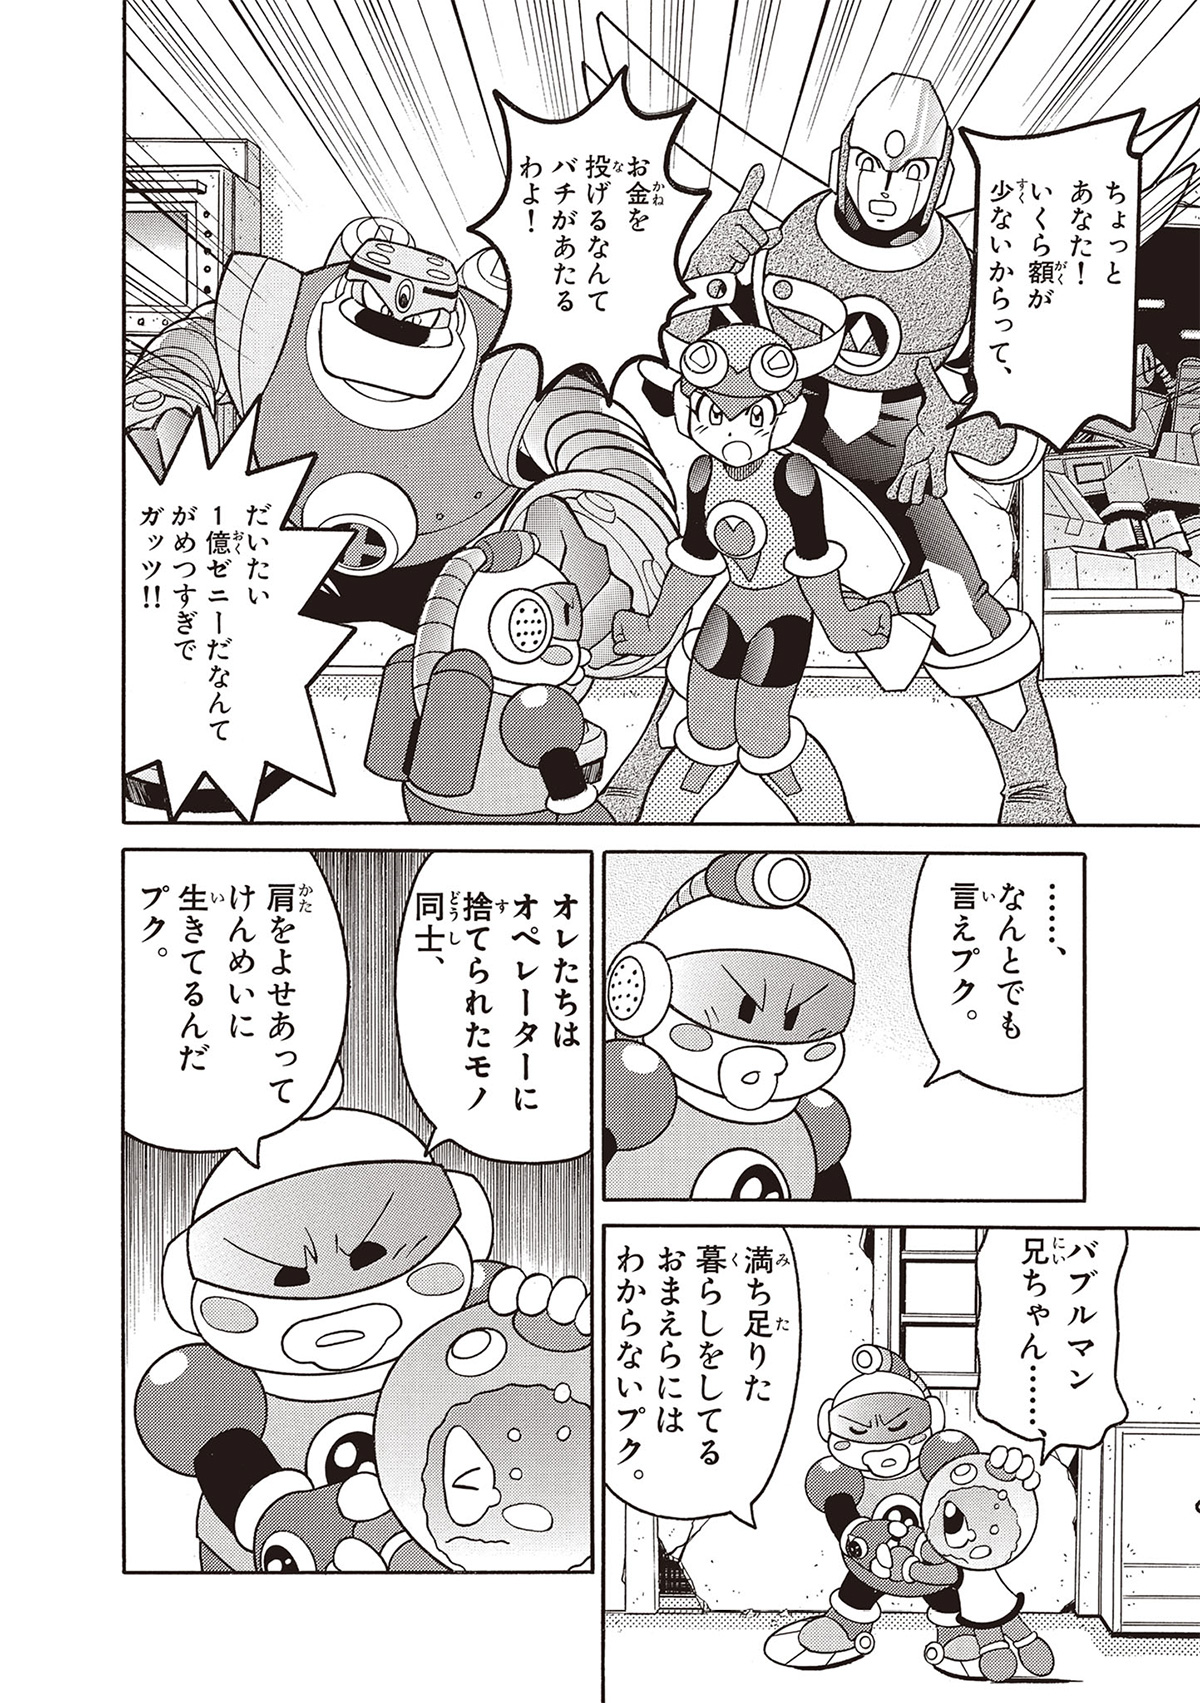 ちょっと
あなた！
いくら額が
少ないからって、
お金を
投げるなんて
バチがあたる
わよ！
だいたい
１億ゼニーだなんて
がめつすぎで
ガッツ!!
……、
なんとでも
言えプク。
オレたちは
オペレーターに
捨てられたモノ
同士、
肩をよせあって
けんめいに
生きてるんだ
プク。
バブルマン
兄ちゃん……、
満ち足りた
暮らしをしてる
おまえらには
わからないプク。